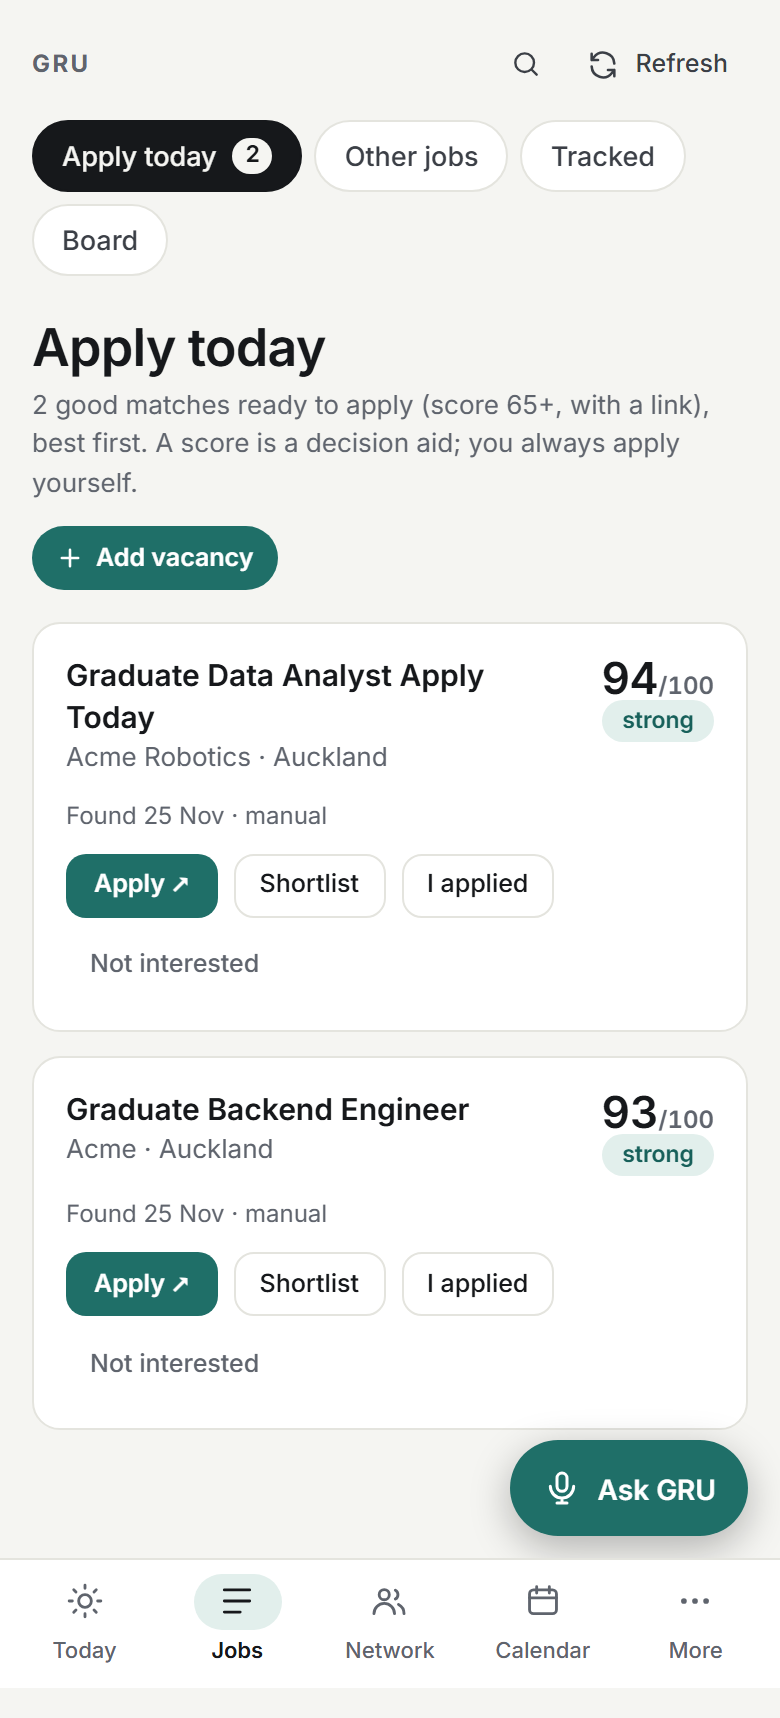 GRU
Refresh
Apply today 2
Other jobs
Tracked
Board
Apply today
2 good matches ready to apply (score 65+, with a link),
best first. A score is a decision aid; you always apply
yourself.
+ Add vacancy
Graduate Data Analyst Apply
Today
94/100
strong
Acme Robotics · Auckland
Found 25 Nov · manual
Apply ↗
Shortlist
I applied
Not interested
Graduate Backend Engineer
93/100
strong
Acme · Auckland
Found 25 Nov · manual
Apply ↗
Shortlist
I applied
Not interested
Ask GRU
Today
Jobs
Network
Calendar
More